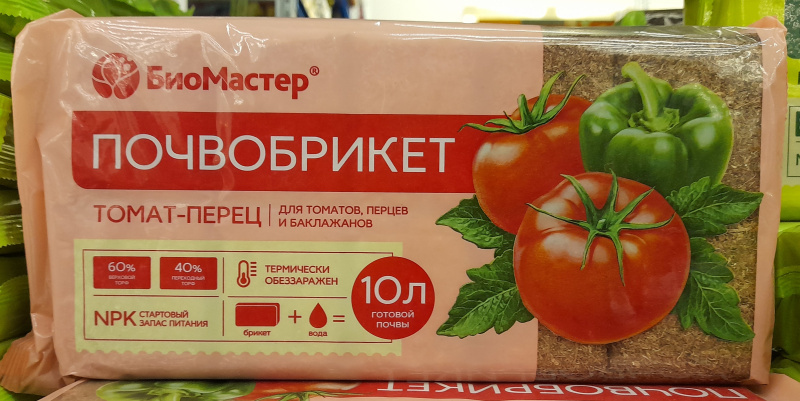 БиоМастер®
ПОЧВОБРИКЕТ
ТОМАТ-ПЕРЕЦ
ДЛЯ ТОМАТОВ, ПЕРЦЕВ
И БАКЛАЖАНОВ
60%
ВЕРХОВОЙ
ТОРФ
40%
ПЕРЕХОДНЫЙ
ТОРФ
ТЕРМИЧЕСКИ
ОБЕЗЗАРАЖЕН
NPK СТАРТОВЫЙ
ЗАПАС ПИТАНИЯ
брикет + вода =
10л
ГОТОВОЙ
ПОЧВЫ
ПОЧВОБРИКЕТ